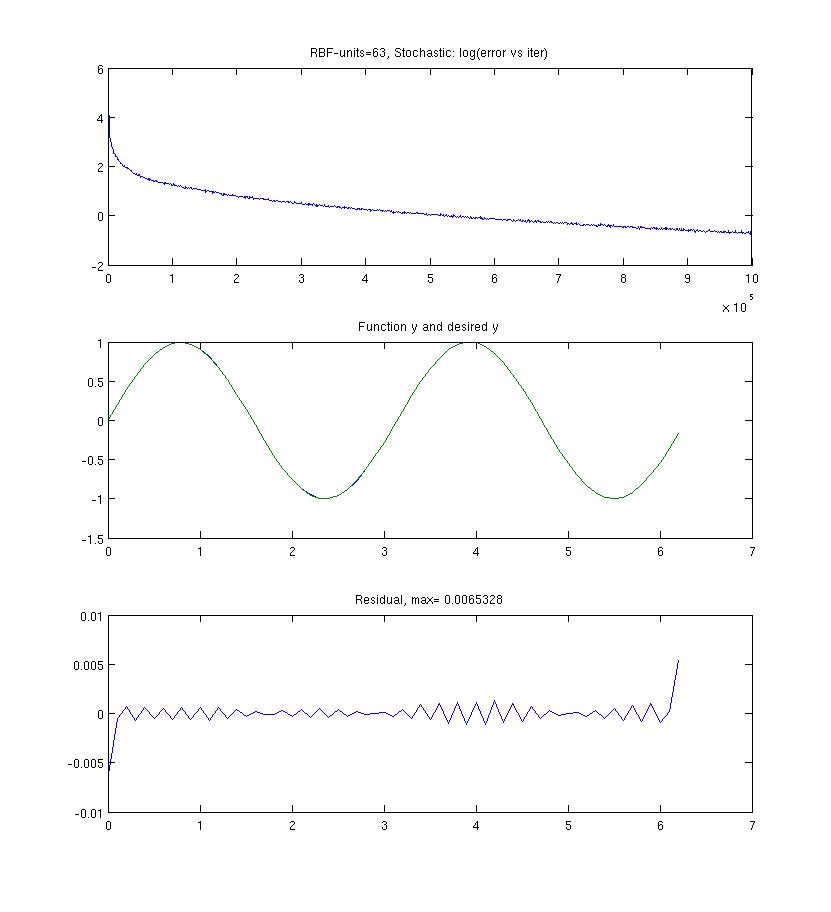 RBF-units=63, Stochastic: log(error vs iter)
6
4
2
0
-2
0 1 2 3 4 5 6 7 8 9 10
× 10^5
Function y and desired y
1
0.5
0
-0.5
-1
-1.5
0 1 2 3 4 5 6 7
Residual, max= 0.0065328
0.01
0.005
0
-0.005
-0.01
0 1 2 3 4 5 6 7